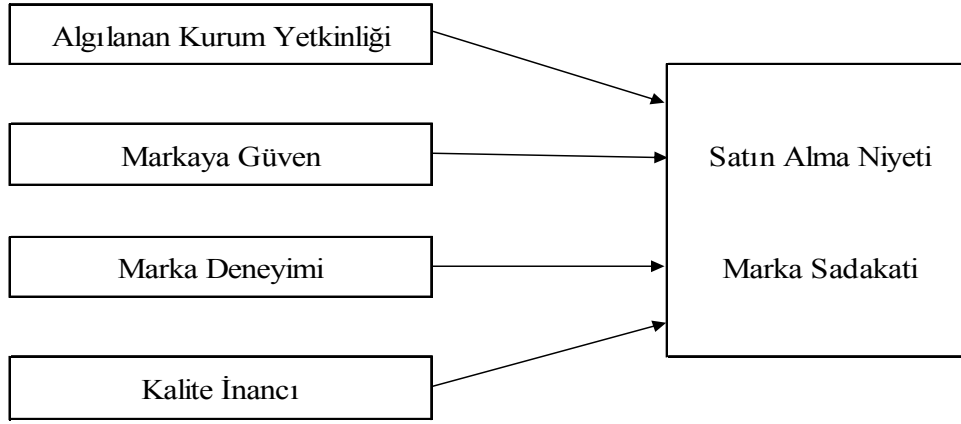 Algılanan Kurum Yetkinliği
Markaya Güven
Marka Deneyimi
Kalite İnancı
Satın Alma Niyeti
Marka Sadakati